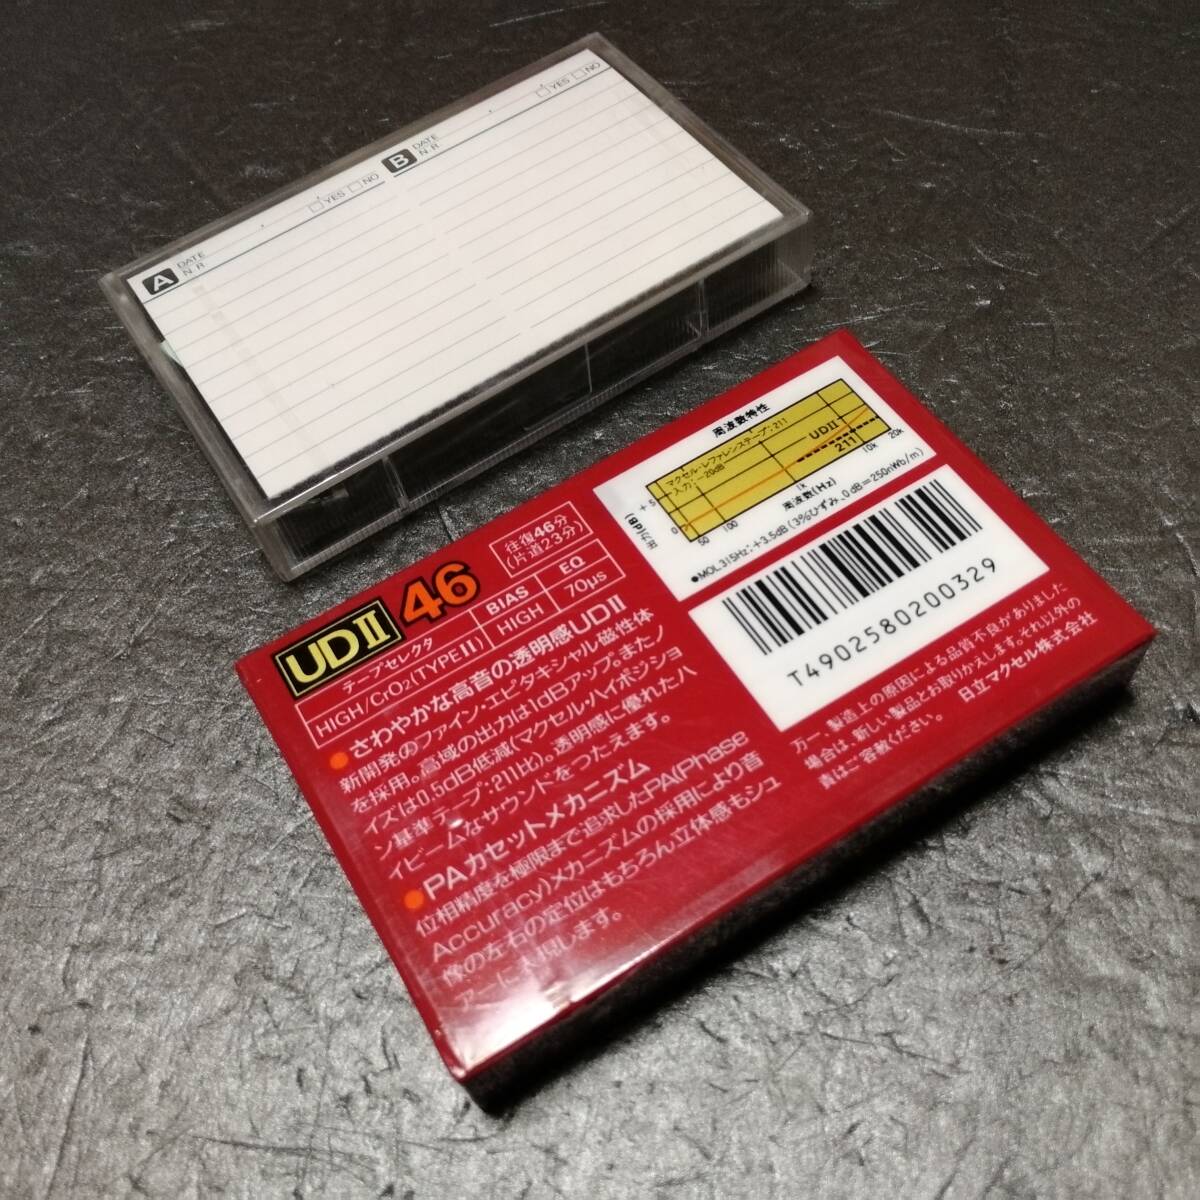 A DATE
N R
YES NO
B DATE
N R
YES NO
UDII 46
往復46分
(片道23分)
テープセレクタ
BIAS
EQ
HIGH/CrO2(TYPEII)
HIGH
70μs
●さわやかな高音の透明感UDII
新開発のファイン・エピタキシャル磁性体
を採用。高域の出力は1dBアップ。またノ
イズは0.5dB低減(マクセル・ハイポジショ
ン基準テープ:211比)。透明感に優れたハ
イビームなサウンドをつたえます。
●PAカセットメカニズム
位相精度を極限まで追求したPA(Phase
Accuracy)メカニズムの採用により音
像の左右の定位はもちろん立体感もシュ
アーに
現します。
周波数特性
マクセル・レファレンステープ:211
入力:−20dB
UDII
211
出力(dB)
+5
0
50
100
1k
10k
20k
周波数(Hz)
●MOL315Hz:+3.5dB(3%ひずみ、0dB=250nWb/m)
T4902580200329
万一、製造上の原因による品質不良がありました
場合は、新しい製品とお取りかえします。それ以外の
責はご容赦ください。
日立マクセル株式会社